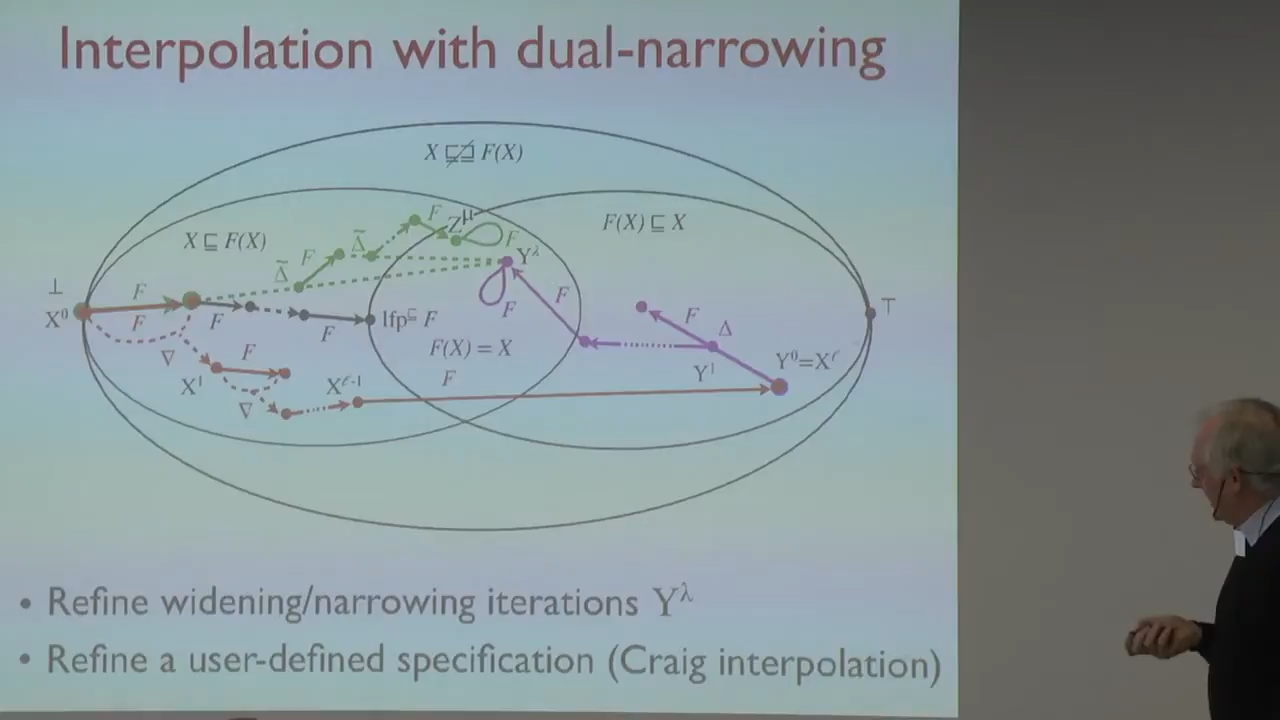 Interpolation with dual-narrowing
X ⋢⋣ F(X)
X ⊑ F(X)
F(X) ⊑ X
F
Z^μ
F
F
Δ̃
Δ̃
Y^λ
⊥
X^0
F
F
F
F
lfp^⊑ F
F
F
F
Δ
⊤
∇
F
F(X) = X
X^1
X^ℓ-1
F
Y^1
Y^0=X^ℓ
∇
• Refine widening/narrowing iterations Y^λ
• Refine a user-defined specification (Craig interpolation)